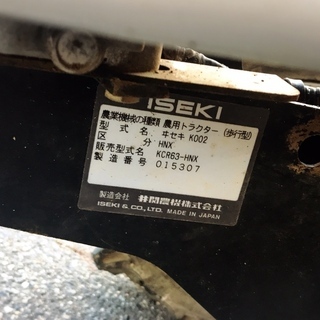 ISEKI
農業機械の種類 農用トラクター(歩行型)
型式名 ヰセキ K002
区分 HNX
販売型式名 KCR63-HNX
製造番号 015307
製造会社 井関農機株式会社
ISEKI & CO., LTD. MADE IN JAPAN